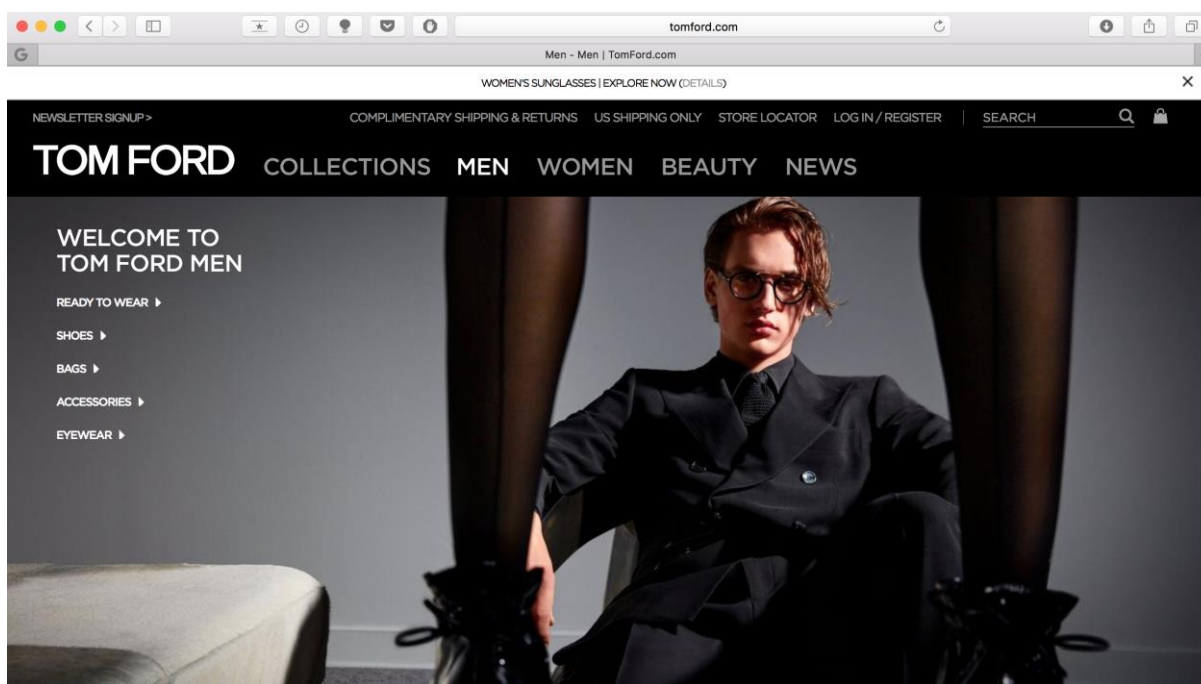 tomford.com
G
Men - Men | TomFord.com
WOMEN'S SUNGLASSES | EXPLORE NOW (DETAILS)
NEWSLETTER SIGNUP > COMPLIMENTARY SHIPPING & RETURNS US SHIPPING ONLY STORE LOCATOR LOG IN / REGISTER | SEARCH
TOM FORD COLLECTIONS MEN WOMEN BEAUTY NEWS
WELCOME TO
TOM FORD MEN
READY TO WEAR
SHOES
BAGS
ACCESSORIES
EYEWEAR